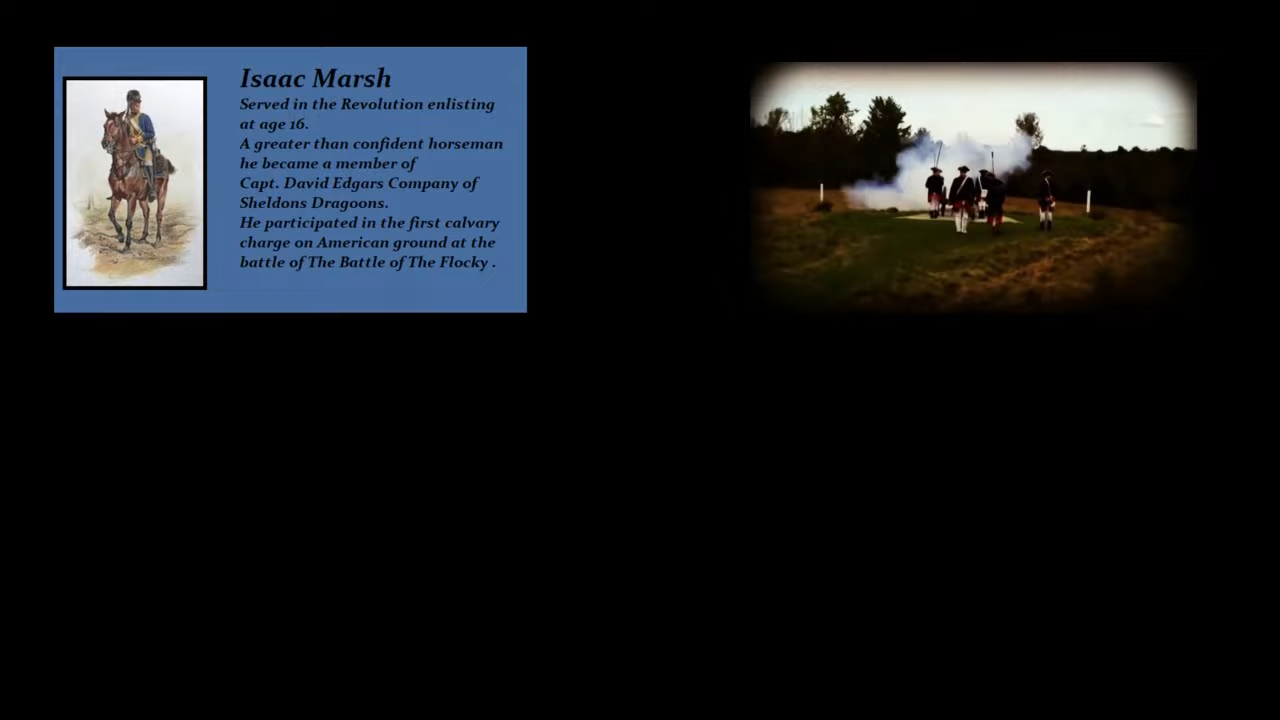 Isaac Marsh
Served in the Revolution enlisting
at age 16.
A greater than confident horseman
he became a member of
Capt. David Edgars Company of
Sheldons Dragoons.
He participated in the first calvary
charge on American ground at the
battle of The Battle of The Flocky .